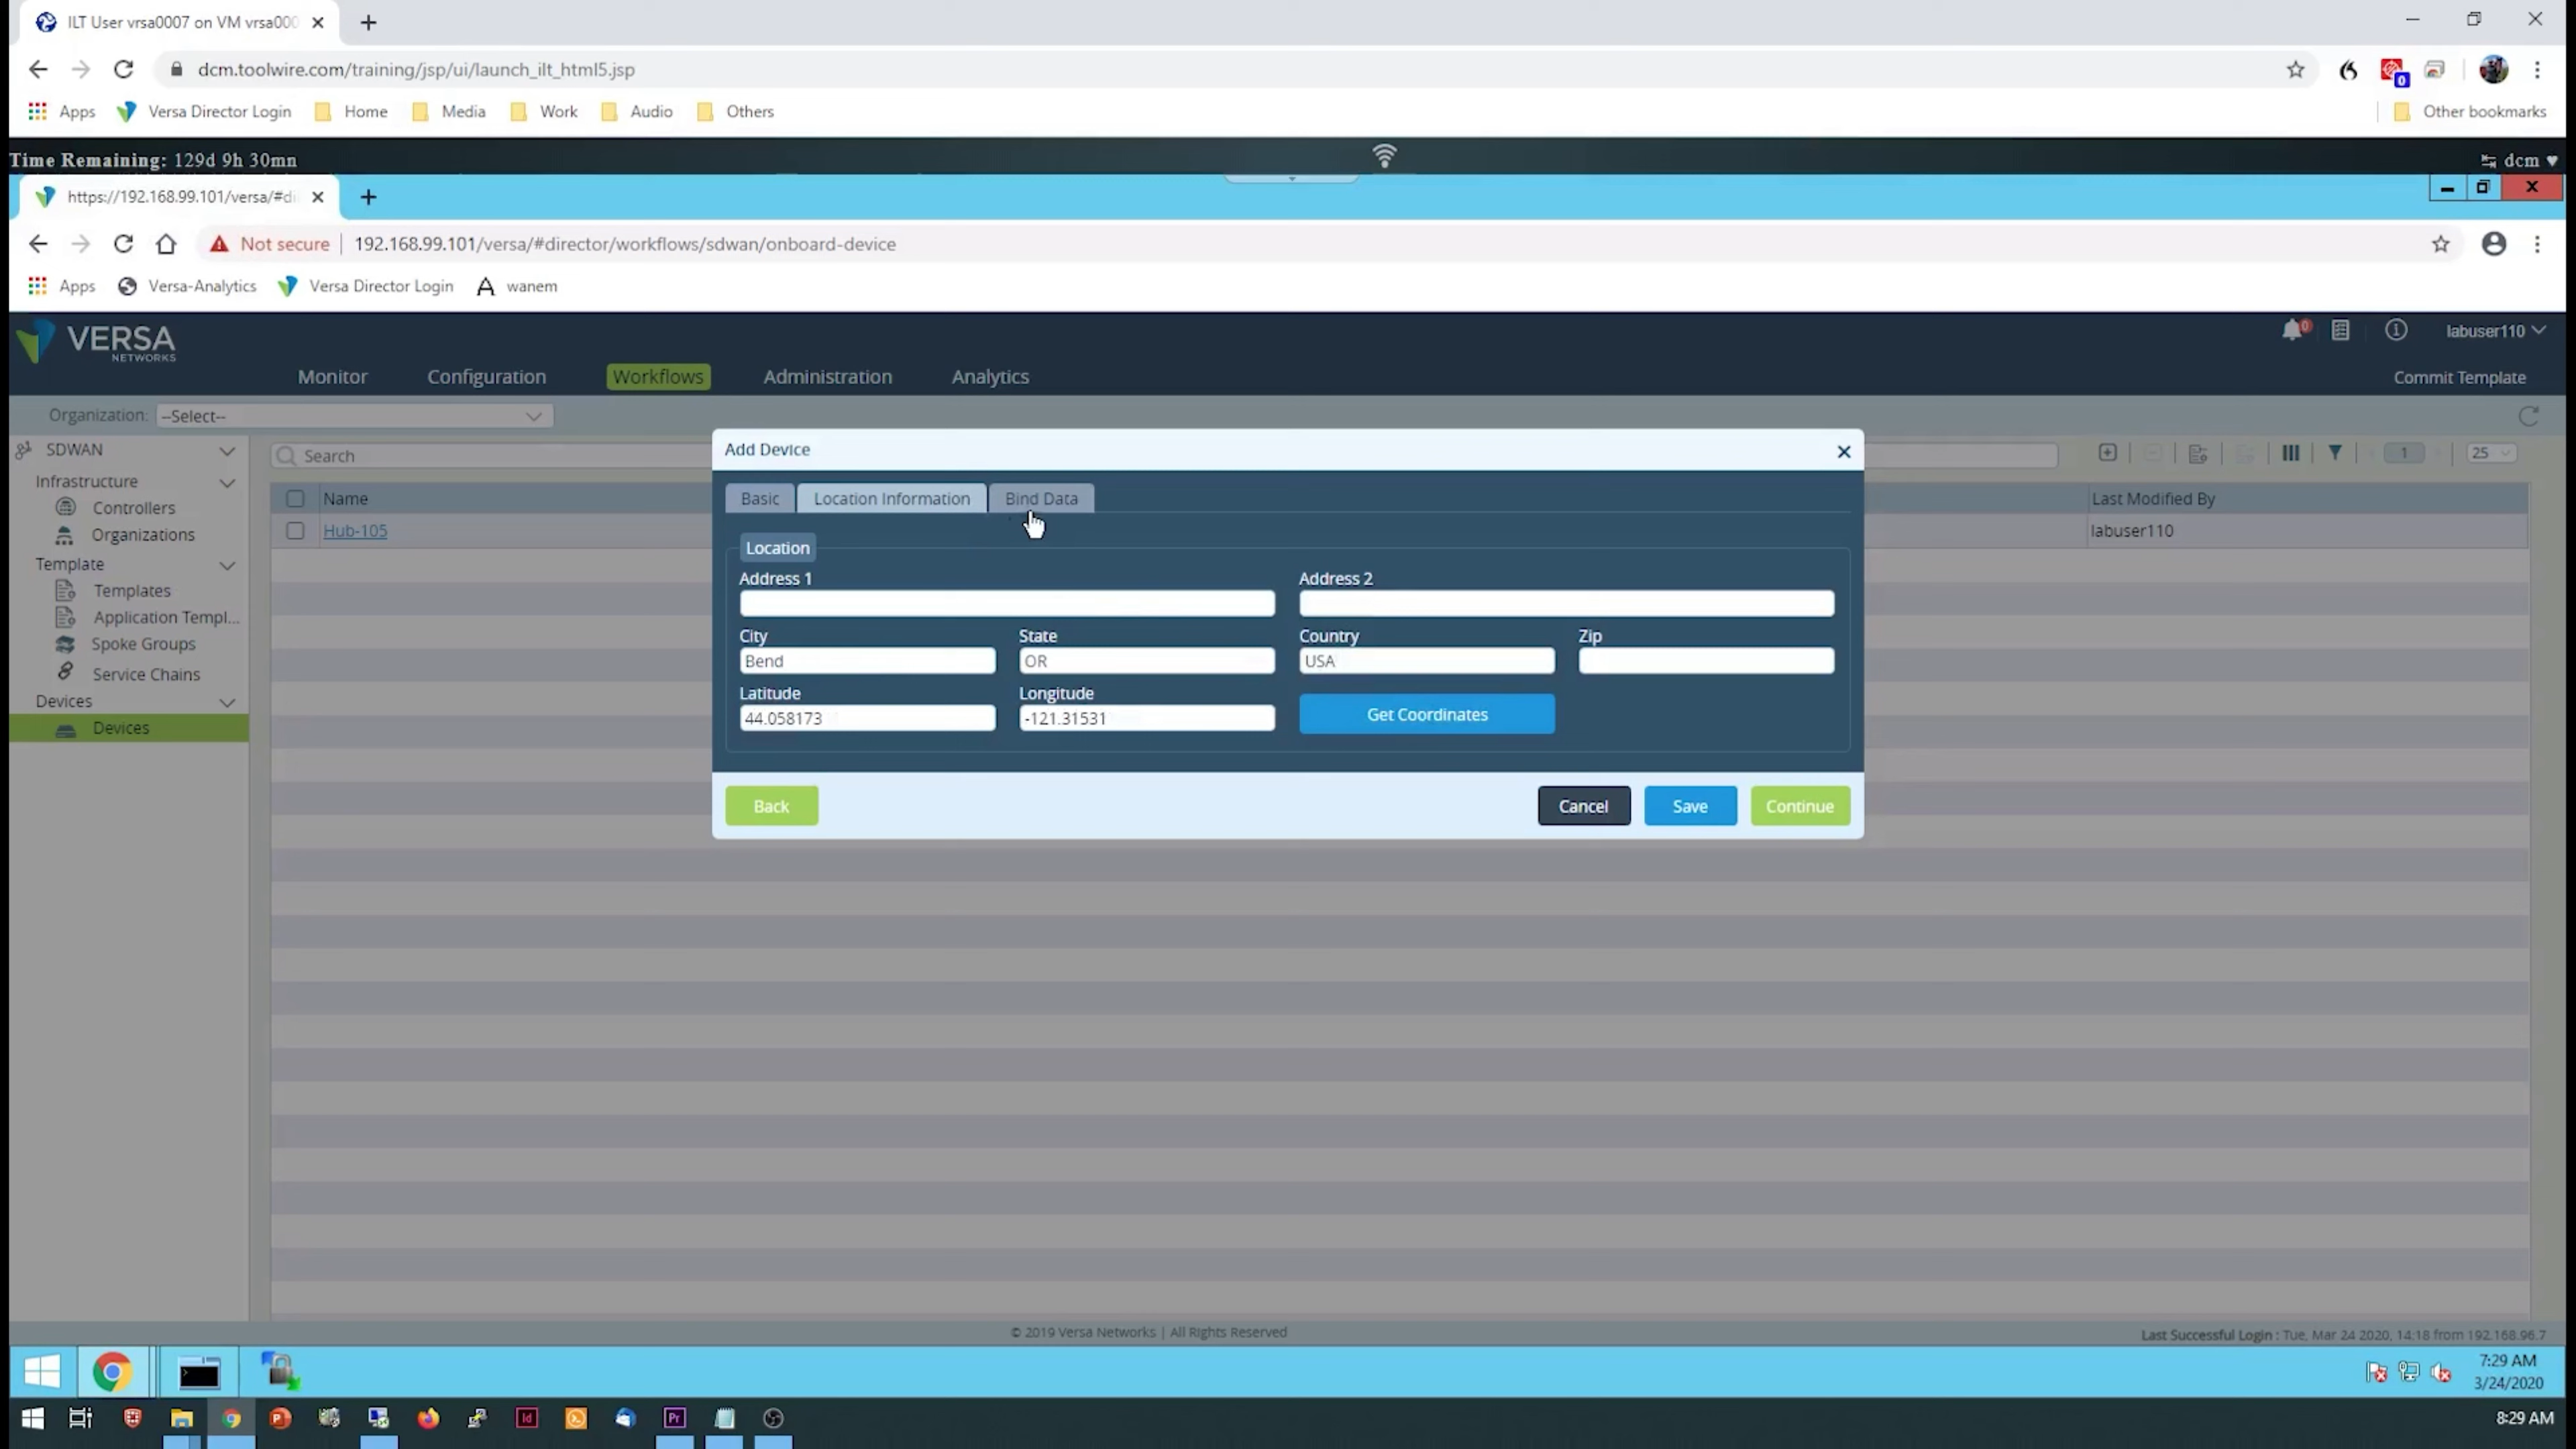 ILT User vrsa0007 on VM vrsa000
dcm.toolwire.com/training/jsp/ui/launch_ilt_html5.jsp
0
Apps Versa Director Login Home Media Work Audio Others Other bookmarks
Time Remaining: 129d 9h 30mn
dcm
https://192.168.99.101/versa/#di
Not secure 192.168.99.101/versa/#director/workflows/sdwan/onboard-device
Apps Versa-Analytics Versa Director Login wanem
VERSA
NETWORKS
0
labuser110
Monitor Configuration Workflows Administration Analytics Commit Template
Organization: --Select--
SDWAN
Infrastructure
Controllers
Organizations
Template
Templates
Application Templ...
Spoke Groups
Service Chains
Devices
Devices
Search
1
25
Name
Last Modified By
Hub-105
labuser110
Add Device
Basic Location Information Bind Data
Location
Address 1 Address 2
City State Country Zip
Bend OR USA
Latitude Longitude
44.058173 -121.31531 Get Coordinates
Back Cancel Save Continue
© 2019 Versa Networks | All Rights Reserved
Last Successful Login : Tue, Mar 24 2020, 14:18 from 192.168.96.7
7:29 AM
3/24/2020
Id
Pr
8:29 AM